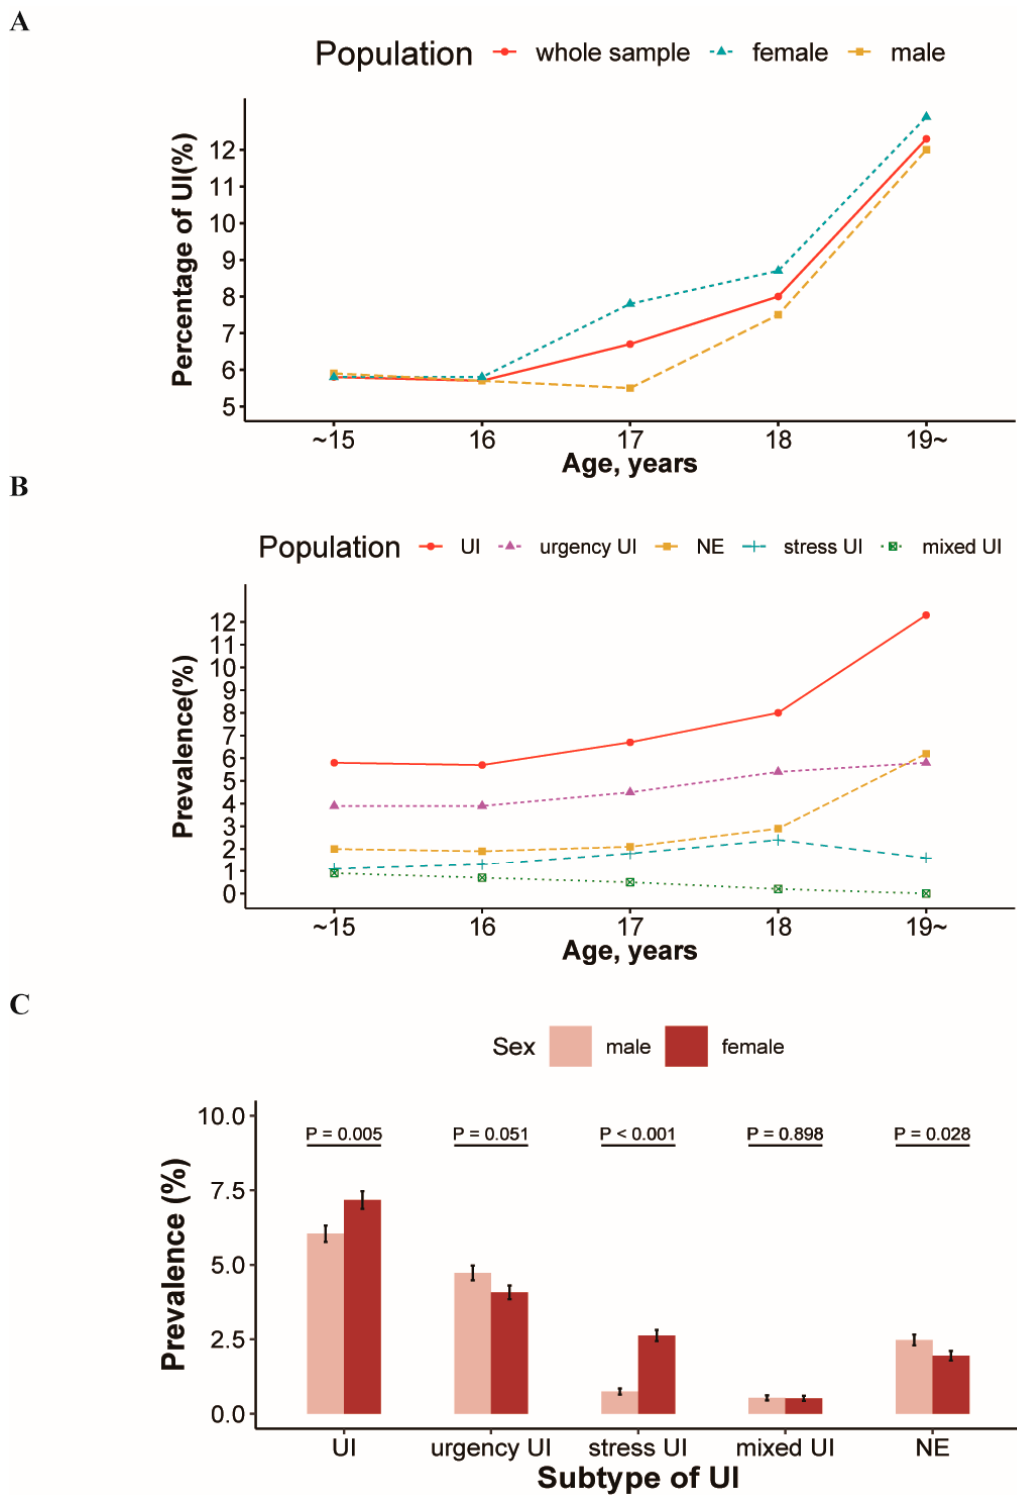 A
Population whole sample female male
Percentage of UI(%)
12
11
10
9
8
7
6
5
~15 16 17 18 19~
Age, years
B
Population UI urgency UI NE stress UI mixed UI
Prevalence(%)
12
11
10
9
8
7
6
5
4
3
2
1
0
~15 16 17 18 19~
Age, years
C
Sex male female
Prevalence (%)
10.0
P = 0.005 P = 0.051 P < 0.001 P = 0.898 P = 0.028
7.5
5.0
2.5
0.0
UI urgency UI stress UI mixed UI NE
Subtype of UI